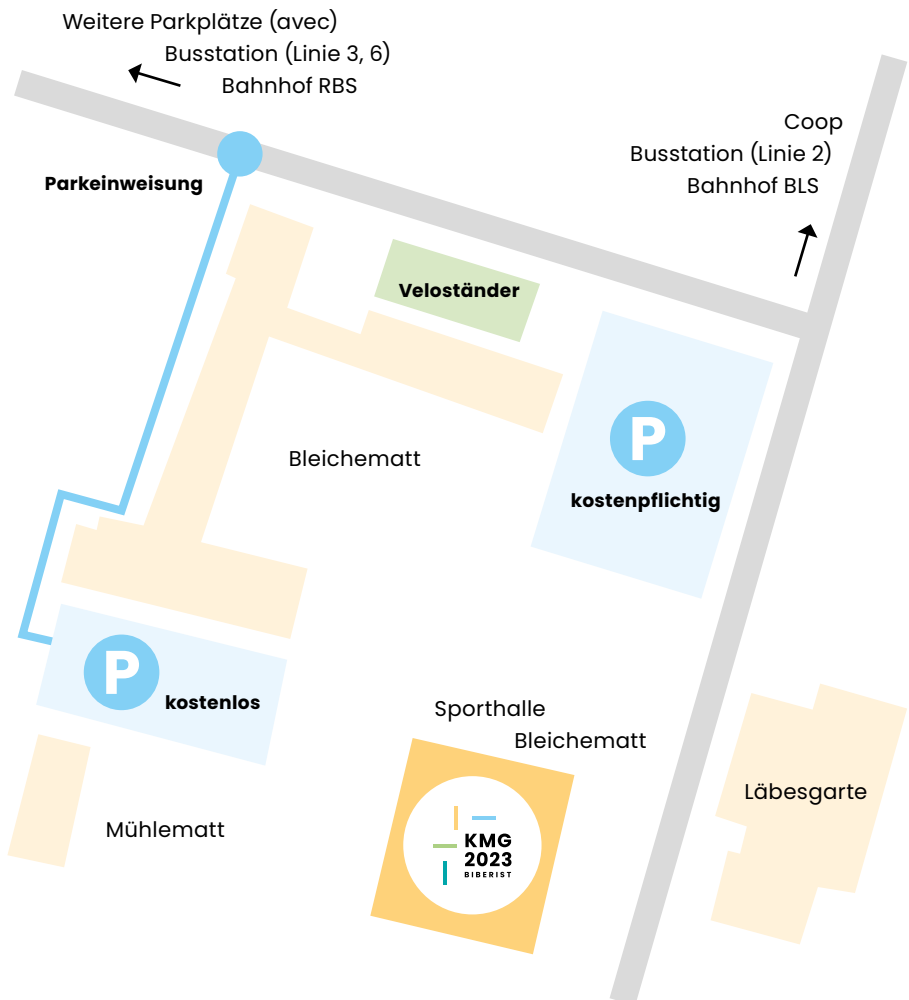 Weitere Parkplätze (avec)
Busstation (Linie 3, 6)
Bahnhof RBS
Coop
Busstation (Linie 2)
Bahnhof BLS
Parkeinweisung
Veloständer
P
kostenpflichtig
Bleichematt
P
kostenlos
Sporthalle
Bleichematt
Läbesgarte
Mühlematt
KMG
2023
BIBERIST